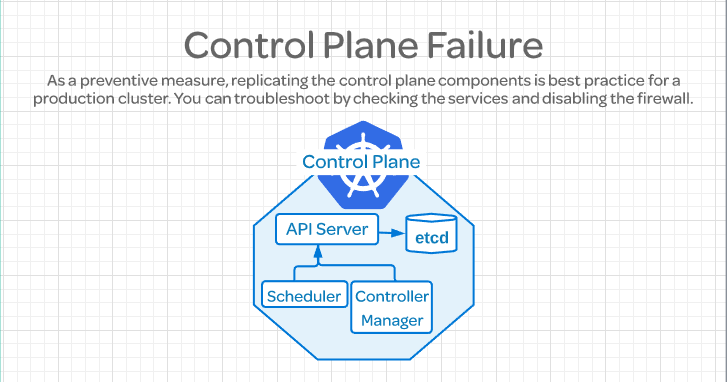 Control Plane Failure
As a preventive measure, replicating the control plane components is best practice for a
production cluster. You can troubleshoot by checking the services and disabling the firewall.
Control Plane
API Server
etcd
Scheduler
Controller
Manager